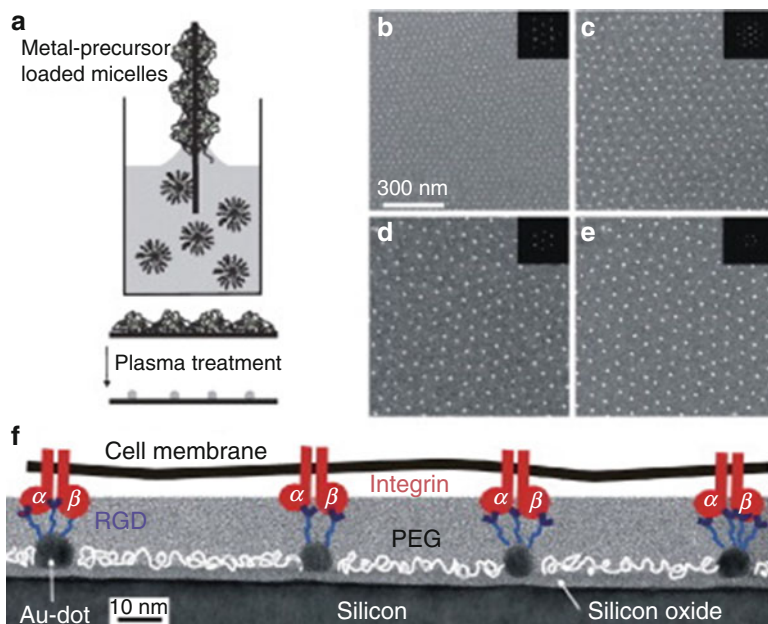 a
Metal-precursor
loaded micelles
Plasma treatment
b
300 nm
c
d
e
f
Cell membrane
α β
Integrin
α β
α β
α β
RGD
PEG
Au-dot
10 nm
Silicon
Silicon oxide